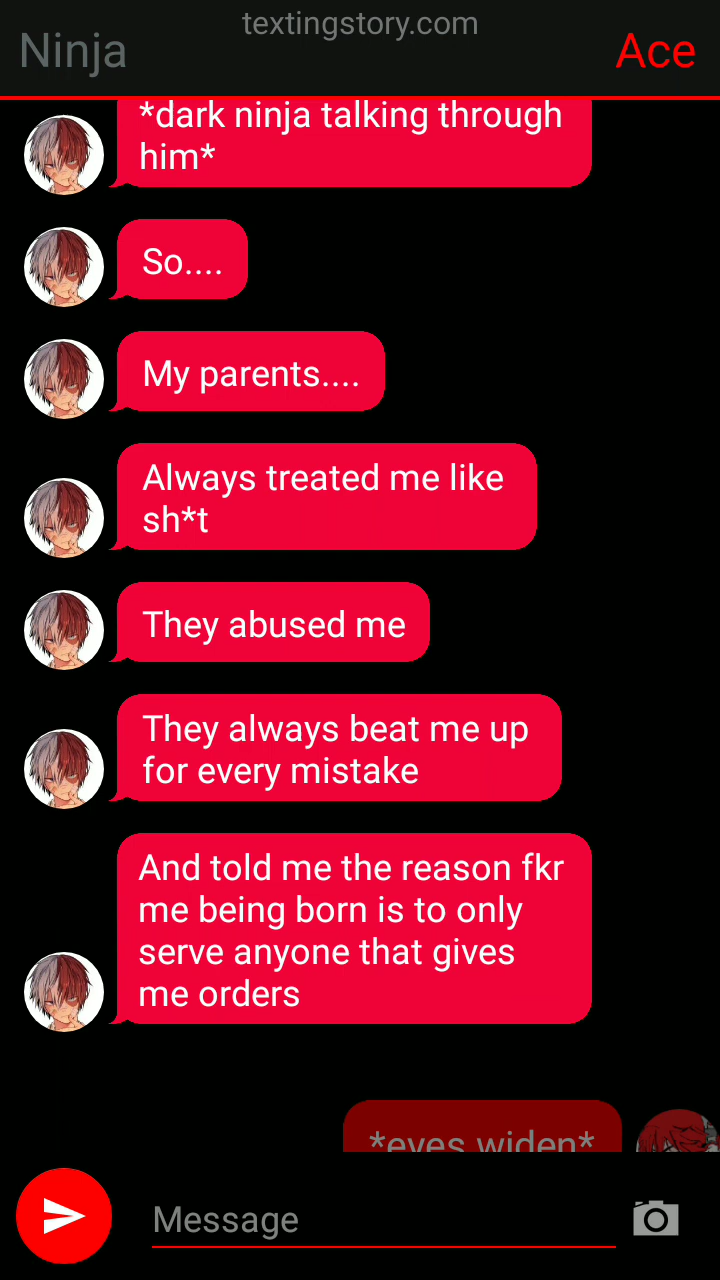 textingstory.com
Ninja
Ace
*dark ninja talking through
him*
So....
My parents....
Always treated me like
sh*t
They abused me
They always beat me up
for every mistake
And told me the reason fkr
me being born is to only
serve anyone that gives
me orders
*eyes widen*
Message